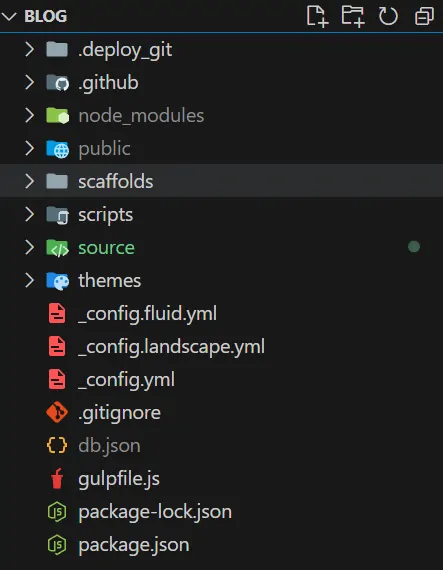 BLOG
.deploy_git
.github
node_modules
public
scaffolds
scripts
source
themes
_config.fluid.yml
_config.landscape.yml
_config.yml
.gitignore
db.json
gulpfile.js
package-lock.json
package.json